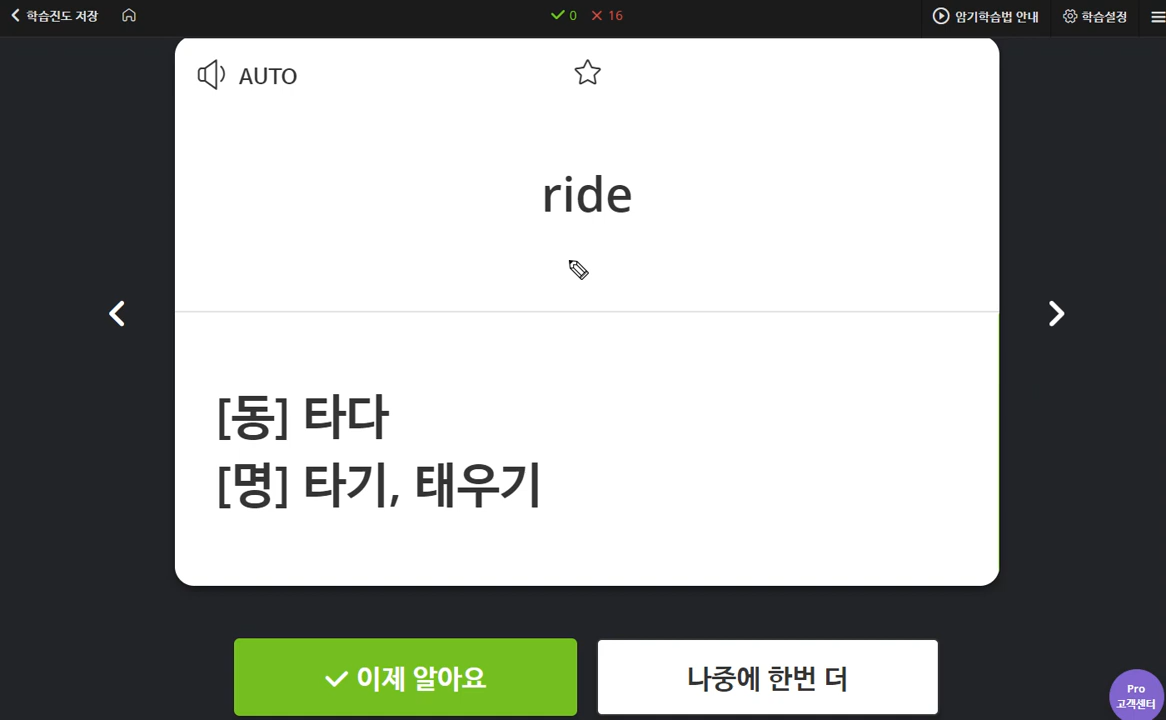 학습진도 저장
0 16
암기학습법 안내
학습설정
AUTO
ride
[동] 타다
[명] 타기, 태우기
이제 알아요
나중에 한번 더
Pro
고객센터